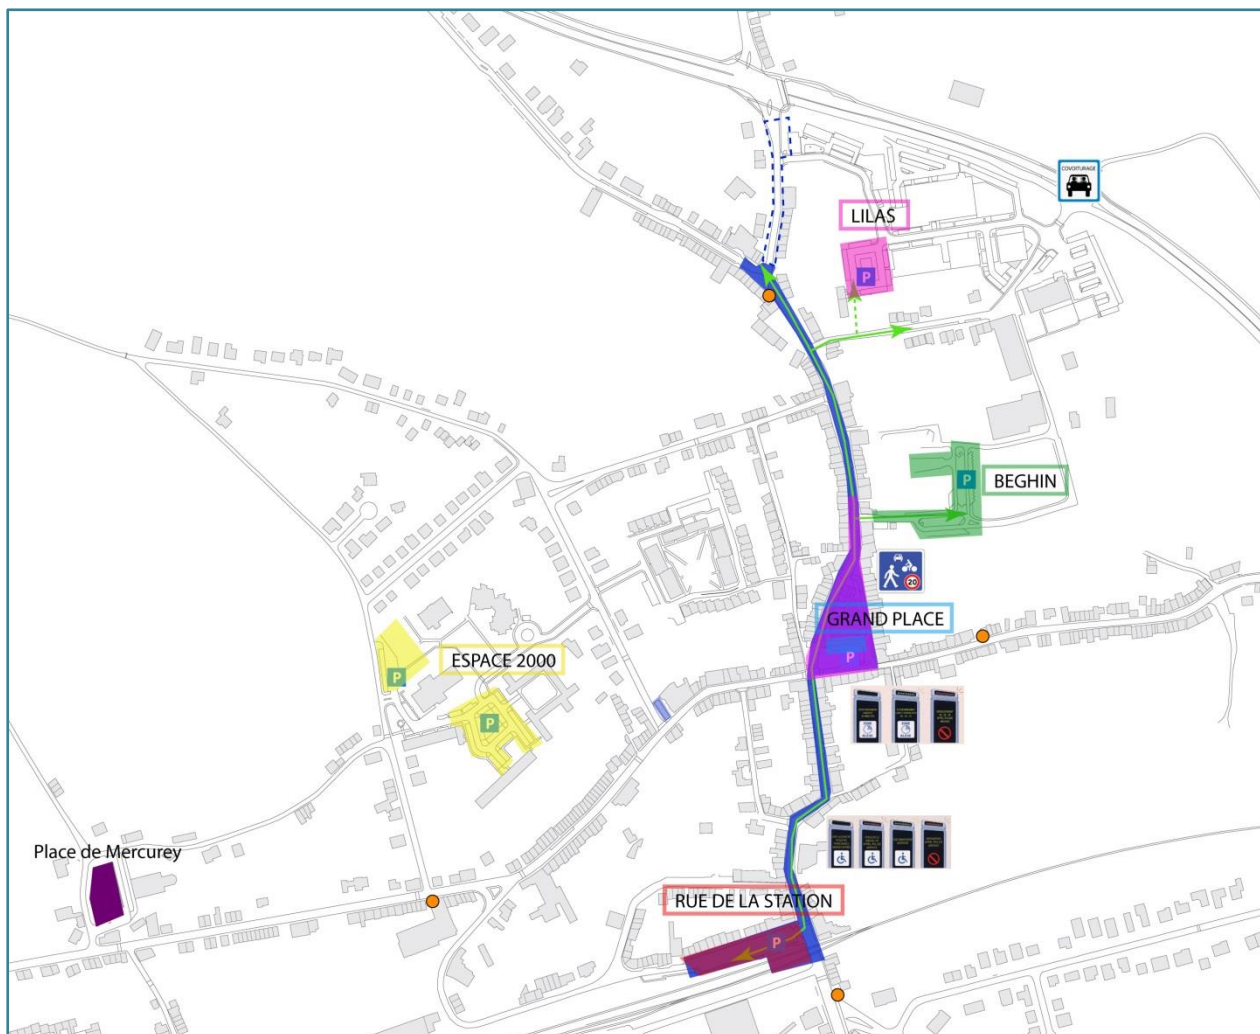 COVOITURAGE
LILAS
P
P
BEGHIN
20
GRAND PLACE
P
ESPACE 2000
P
P
Place de Mercurey
RUE DE LA STATION
P